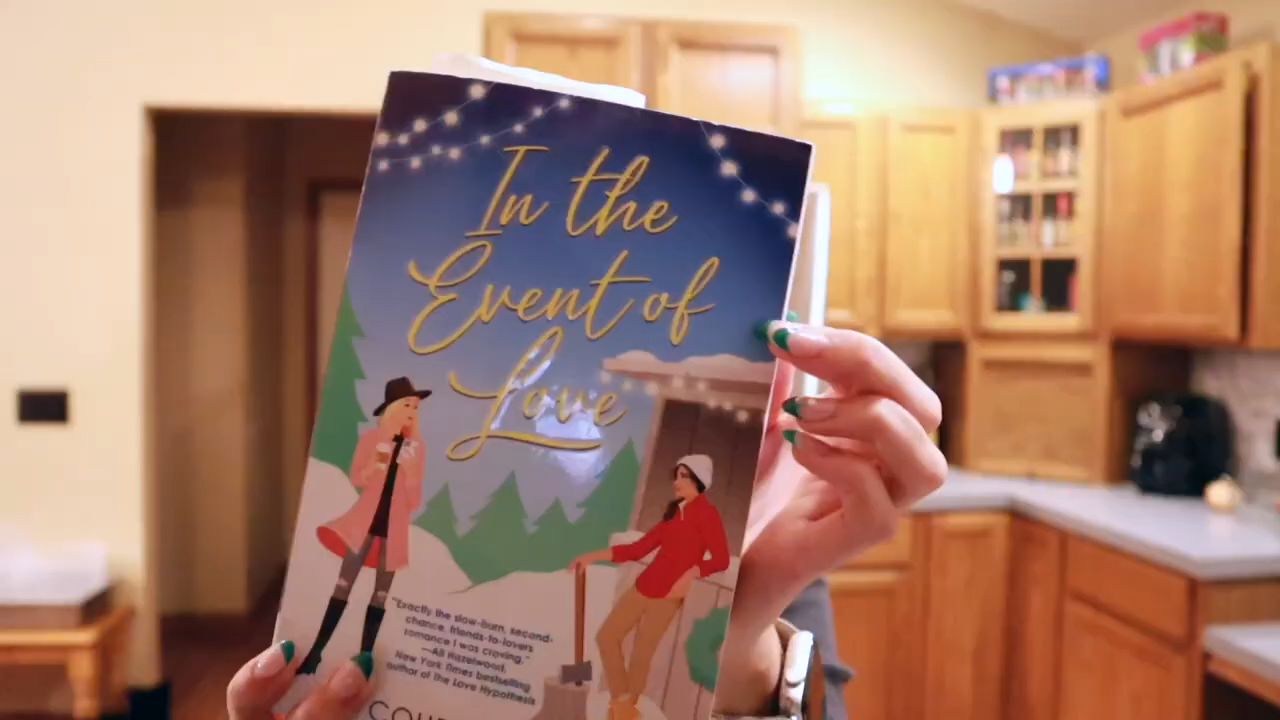 In the
Event of
Love
"Exactly the slow-burn, second-
chance, friends-to-lovers
romance I was craving."
—Ali Hazelwood,
New York Times bestselling
author of The Love Hypothesis